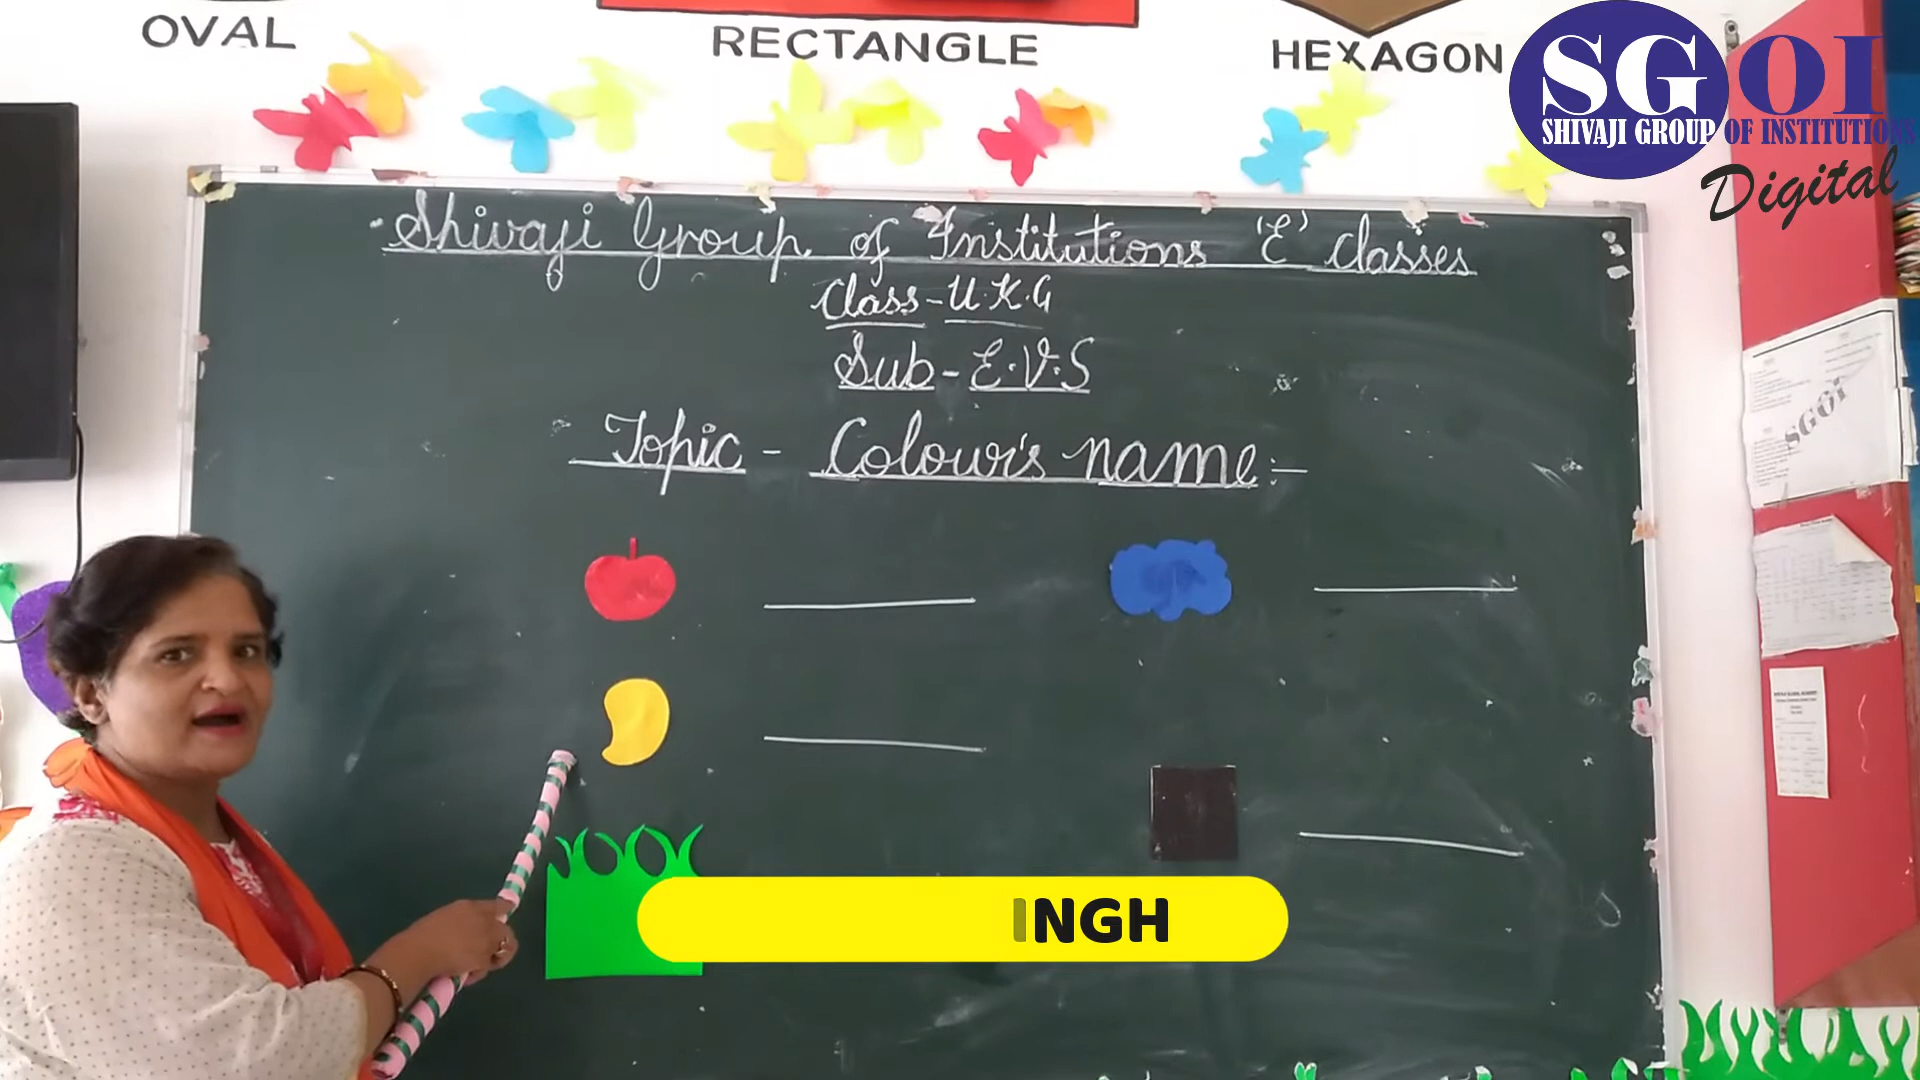 OVAL
RECTANGLE
HEXAGON
SGOI
SHIVAJI GROUP OF INSTITUTIONS
Digital
Shivaji Group of Institutions 'E' Classes
Class - U.K.G
Sub - E.V.S
Topic - Colour's name :-
SGOI
INGH